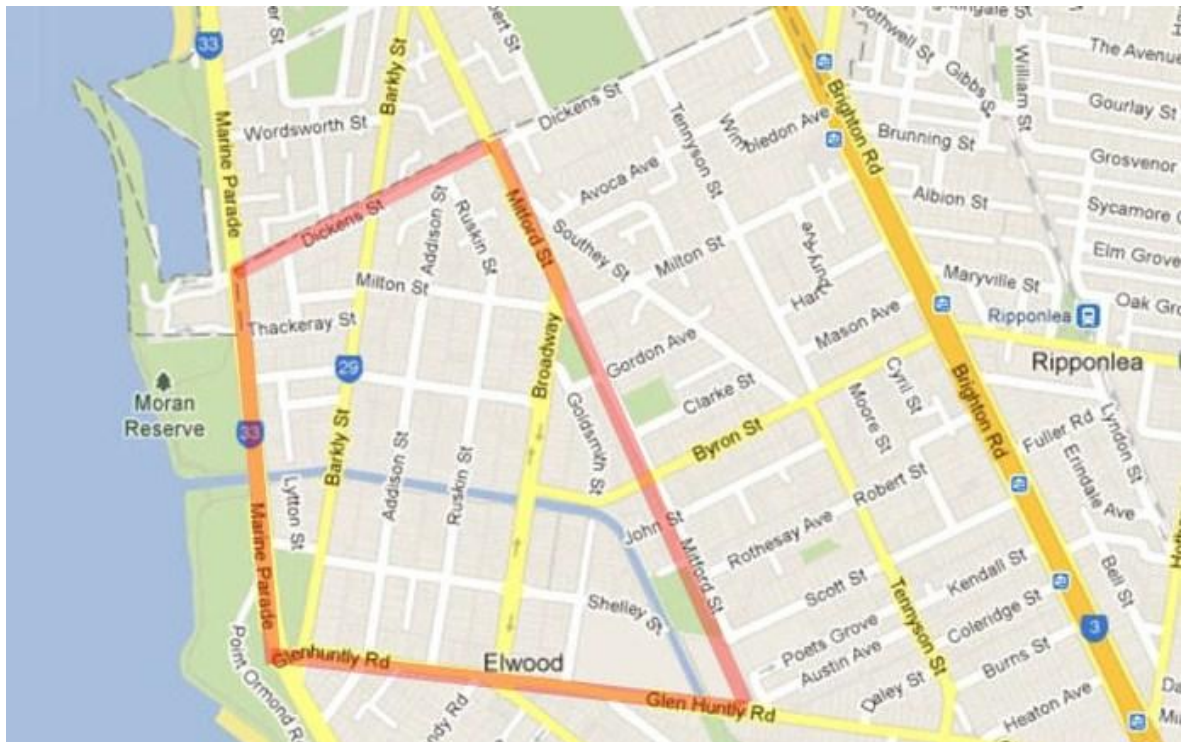 33
Barkly St
Dickens St
Wordsworth St
Marine Parade
Tennyson St
Wimbledon Ave
Brighton Rd
Bothwell St
Gibbs S
William St
The Avenue
Gourlay St
Grosvenor
Brunning St
Albion St
Sycamore G
Elm Grove
Oak Gro
Maryville St
Ripponlea
Ripponlea
Avoca Ave
Southey St
Milton St
Mitford St
Dickens St
Addison St
Ruskin St
Milton St
Thackeray St
29
Broadway
Gordon Ave
Clarke St
Mason Ave
Cyril St
Moore St
Byron St
Brighton Rd
Fuller Rd
Lyndon St
Erindale Ave
Moran
Reserve
33
Barkly St
Addison St
Ruskin St
Goldsmith St
Lytton St
Marine Parade
John St
Mitford St
Rothesay Ave
Robert St
Scott St
Kendall St
Coleridge St
Bell St
3
Tennyson St
Shelley St
Poets Grove
Austin Ave
Burns St
Daley St
Heaton Ave
Point Ormond Rd
Glenhuntly Rd
Elwood
Glen Huntly Rd